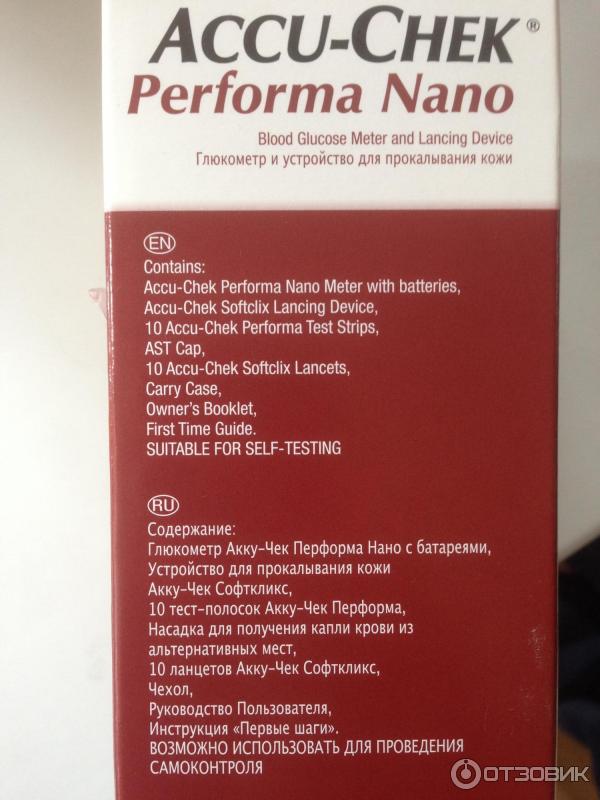 ACCU-CHEK®
Performa Nano
Blood Glucose Meter and Lancing Device
Глюкометр и устройство для прокалывания кожи
EN
Contains:
Accu-Chek Performa Nano Meter with batteries,
Accu-Chek Softclix Lancing Device,
10 Accu-Chek Performa Test Strips,
AST Cap,
10 Accu-Chek Softclix Lancets,
Carry Case,
Owner's Booklet,
First Time Guide.
SUITABLE FOR SELF-TESTING
RU
Содержание:
Глюкометр Акку-Чек Перформа Нано с батареями,
Устройство для прокалывания кожи
Акку-Чек Софткликс,
10 тест-полосок Акку-Чек Перформа,
Насадка для получения капли крови из
альтернативных мест,
10 ланцетов Акку-Чек Софткликс,
Чехол,
Руководство Пользователя,
Инструкция «Первые шаги».
ВОЗМОЖНО ИСПОЛЬЗОВАТЬ ДЛЯ ПРОВЕДЕНИЯ
САМОКОНТРОЛЯ
ОТЗОВИК